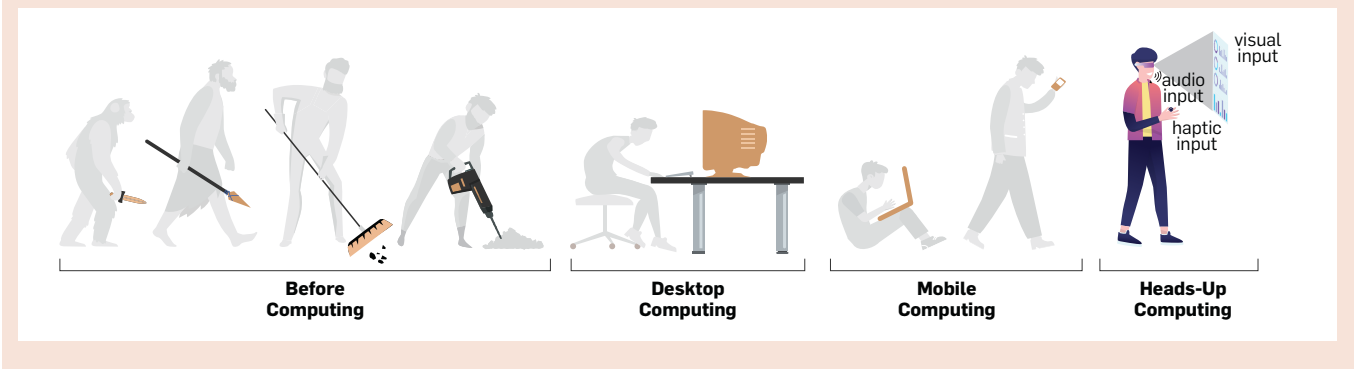 visual
input
audio
input
haptic
input
Before
Computing
Desktop
Computing
Mobile
Computing
Heads-Up
Computing